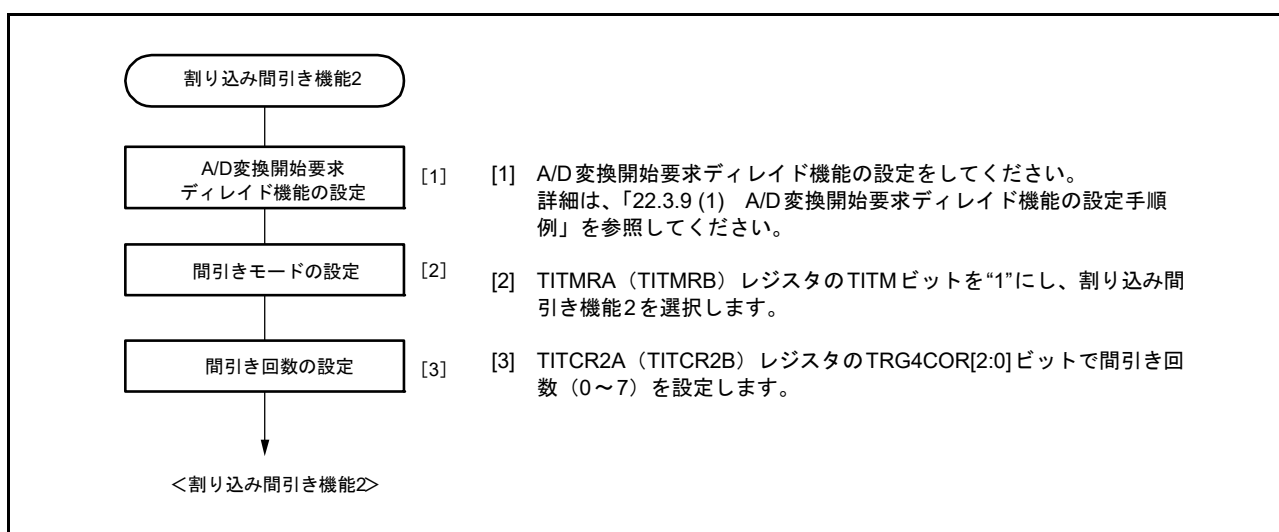 割り込み間引き機能2
A/D変換開始要求
ディレイド機能の設定
[1]
間引きモードの設定
[2]
間引き回数の設定
[3]
＜割り込み間引き機能2＞
[1] A/D変換開始要求ディレイド機能の設定をしてください。
詳細は、「22.3.9 (1) A/D変換開始要求ディレイド機能の設定手順
例」を参照してください。
[2] TITMRA（TITMRB）レジスタのTITMビットを“1”にし、割り込み間
引き機能2を選択します。
[3] TITCR2A（TITCR2B）レジスタのTRG4COR[2:0]ビットで間引き回
数（0～7）を設定します。